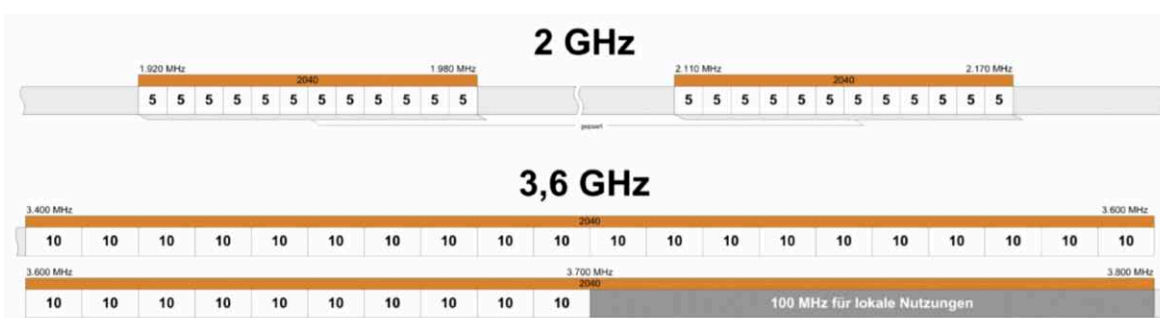 2 GHz
1.920 MHz 1.980 MHz 2.110 MHz 2.170 MHz
2040 2040
5 5 5 5 5 5 5 5 5 5 5 5 5 5 5 5 5 5 5 5 5 5 5 5
gepaart
3,6 GHz
3.400 MHz 3.600 MHz
2040
10 10 10 10 10 10 10 10 10 10 10 10 10 10 10 10 10 10 10 10
3.600 MHz 3.700 MHz 3.800 MHz
2040
10 10 10 10 10 10 10 10 10 10 100 MHz für lokale Nutzungen